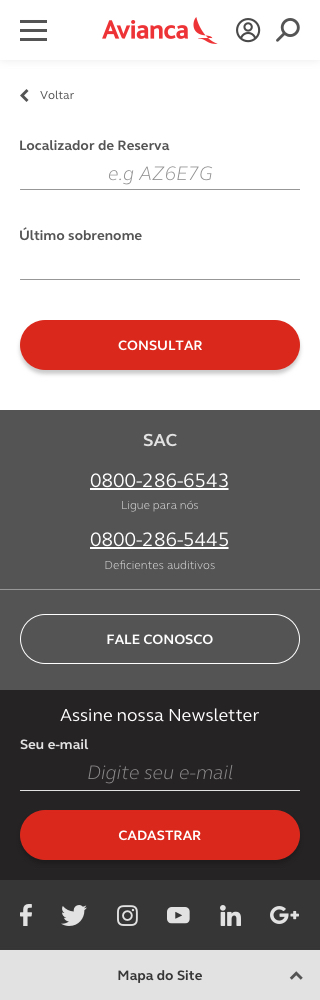 Avianca
Voltar
Localizador de Reserva
e.g AZ6E7G
Último sobrenome
CONSULTAR
SAC
0800-286-6543
Ligue para nós
0800-286-5445
Deficientes auditivos
FALE CONOSCO
Assine nossa Newsletter
Seu e-mail
Digite seu e-mail
CADASTRAR
Mapa do Site